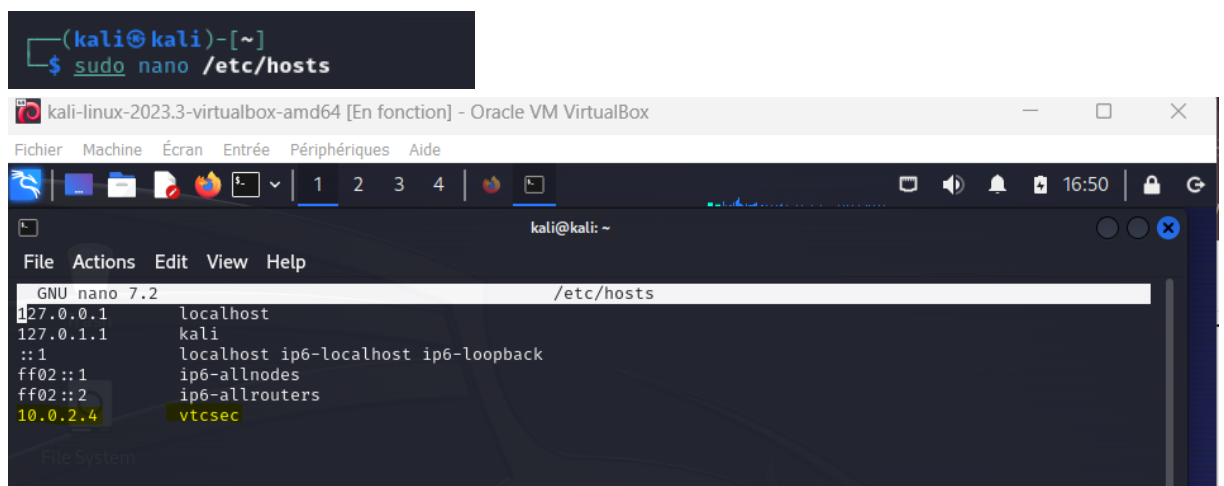 (kali㉿kali)-[~]
$ sudo nano /etc/hosts
kali-linux-2023.3-virtualbox-amd64 [En fonction] - Oracle VM VirtualBox
Fichier Machine Écran Entrée Périphériques Aide
1 2 3 4 16:50
kali@kali: ~
File Actions Edit View Help
GNU nano 7.2 /etc/hosts
127.0.0.1 localhost
127.0.1.1 kali
::1 localhost ip6-localhost ip6-loopback
ff02::1 ip6-allnodes
ff02::2 ip6-allrouters
10.0.2.4 vtcsec
File System